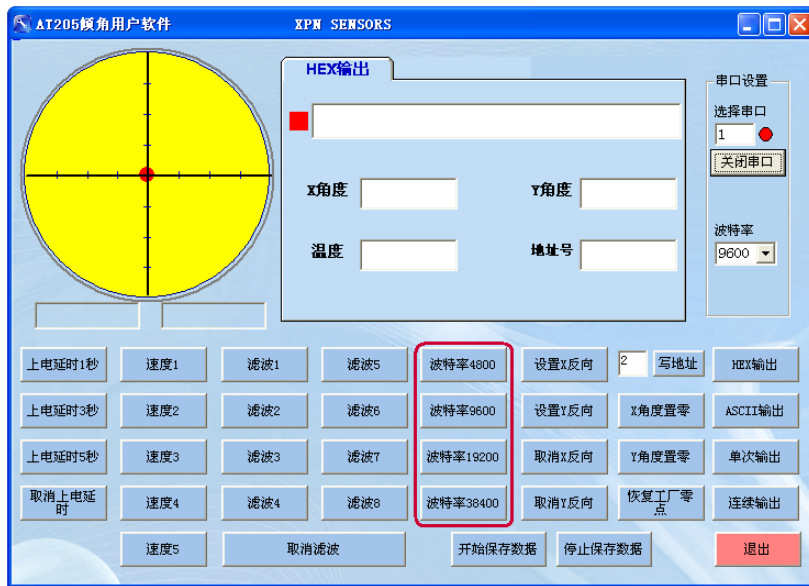 AT205倾角用户软件 XPN SENSORS
HEX输出
串口设置
选择串口
1
关闭串口
X角度
Y角度
波特率
温度
地址号
9600
上电延时1秒 速度1 滤波1 滤波5 波特率4800 设置X反向 2 写地址 HEX输出
上电延时3秒 速度2 滤波2 滤波6 波特率9600 设置Y反向 X角度置零 ASCII输出
上电延时5秒 速度3 滤波3 滤波7 波特率19200 取消X反向 Y角度置零 单次输出
取消上电延时 速度4 滤波4 滤波8 波特率38400 取消Y反向 恢复工厂零点 连续输出
速度5 取消滤波 开始保存数据 停止保存数据 退出